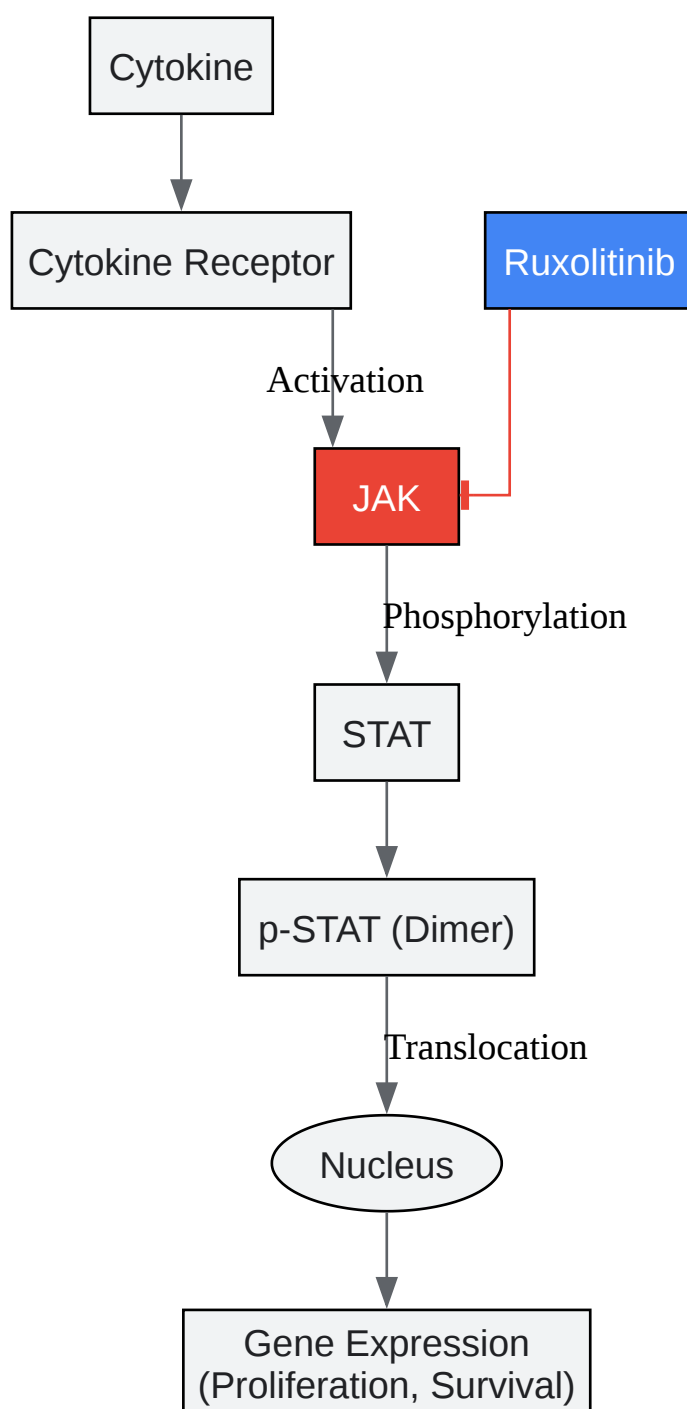 Cytokine
Cytokine Receptor
Ruxolitinib
Activation
JAK
Phosphorylation
STAT
p-STAT (Dimer)
Translocation
Nucleus
Gene Expression
(Proliferation, Survival)